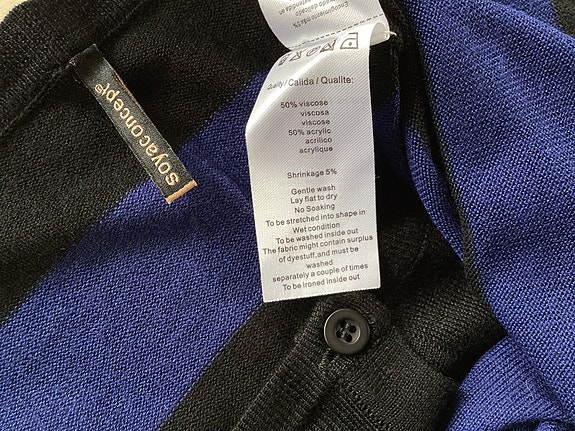 soyaconcept®
Quality / Calida / Qualite:
50% viscose
viscosa
viscose
50% acrylic
acrilico
acrylique
Shrinkage 5%
Gentle wash
Lay flat to dry
No Soaking
To be stretched into shape in
Wet condition
To be washed inside out
The fabric might contain surplus
of dyestuff,and must be
washed
separately a couple of times
To be ironed inside out